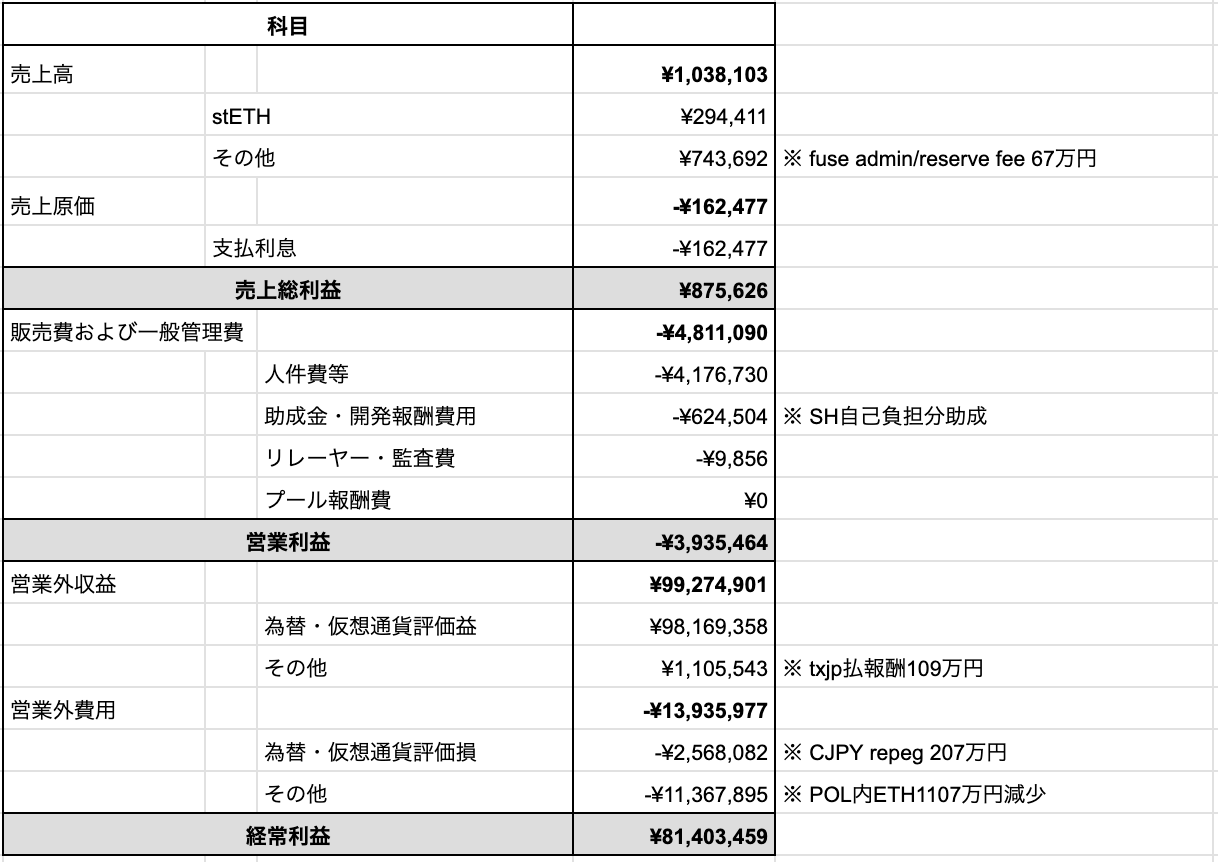 科目
売上高 ¥1,038,103
stETH ¥294,411
その他 ¥743,692 ※ fuse admin/reserve fee 67万円
売上原価 -¥162,477
支払利息 -¥162,477
売上総利益 ¥875,626
販売費および一般管理費 -¥4,811,090
人件費等 -¥4,176,730
助成金・開発報酬費用 -¥624,504 ※ SH自己負担分助成
リレーヤー・監査費 -¥9,856
プール報酬費 ¥0
営業利益 -¥3,935,464
営業外収益 ¥99,274,901
為替・仮想通貨評価益 ¥98,169,358
その他 ¥1,105,543 ※ txjp払報酬109万円
営業外費用 -¥13,935,977
為替・仮想通貨評価損 -¥2,568,082 ※ CJPY repeg 207万円
その他 -¥11,367,895 ※ POL内ETH1107万円減少
経常利益 ¥81,403,459